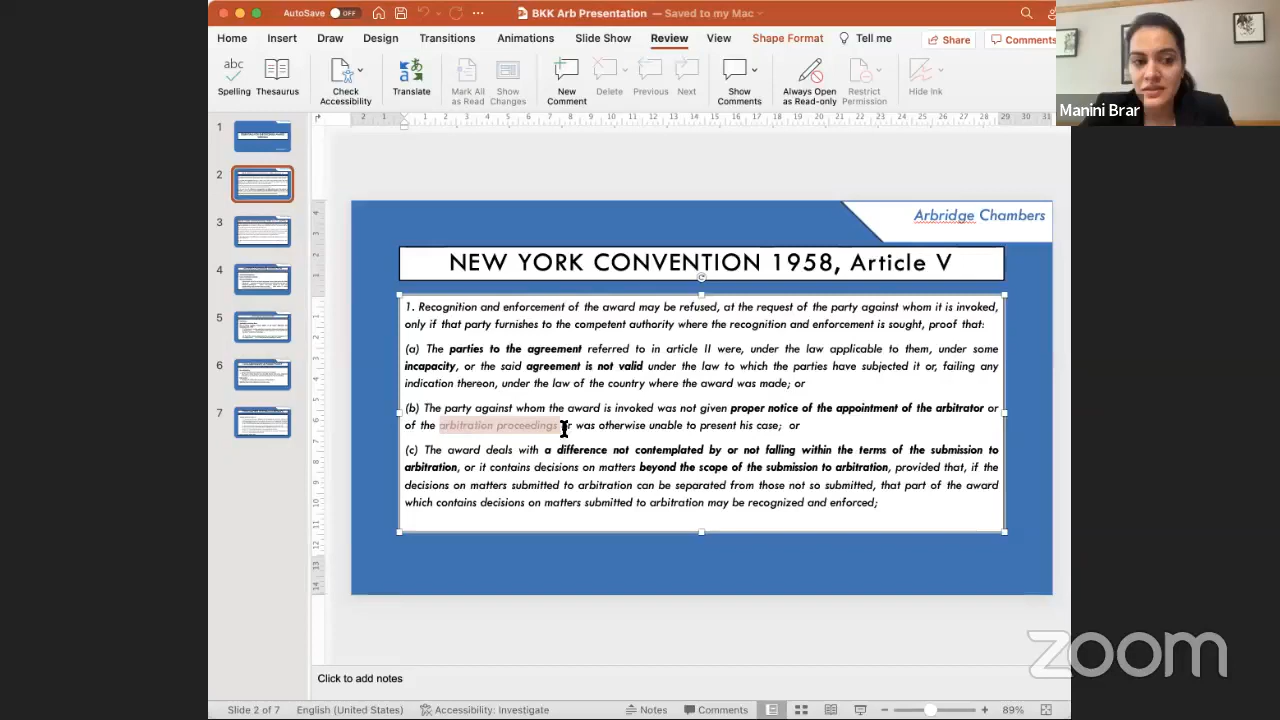 AutoSave OFF BKK Arb Presentation — Saved to my Mac
Home Insert Draw Design Transitions Animations Slide Show Review View Shape Format Tell me Share Comments
Spelling Thesaurus Check Accessibility Translate Mark All as Read Show Changes New Comment Delete Previous Next Show Comments Always Open as Read-only Restrict Permission Hide Ink
Manini Brar
1
2
3
4
5
6
7
Arbridge Chambers
NEW YORK CONVENTION 1958, Article V
1. Recognition and enforcement of the award may be refused, at the request of the party against whom it is invoked,
only if that party furnishes to the competent authority where the recognition and enforcement is sought, proof that:
(a) The parties to the agreement referred to in article II were, under the law applicable to them, under some
incapacity, or the said agreement is not valid under the law to which the parties have subjected it or, failing any
indication thereon, under the law of the country where the award was made; or
(b) The party against whom the award is invoked was not given proper notice of the appointment of the arbitrator or
of the arbitration proceedings or was otherwise unable to present his case; or
(c) The award deals with a difference not contemplated by or not falling within the terms of the submission to
arbitration, or it contains decisions on matters beyond the scope of the submission to arbitration, provided that, if the
decisions on matters submitted to arbitration can be separated from those not so submitted, that part of the award
which contains decisions on matters submitted to arbitration may be recognized and enforced;
zoom
Click to add notes
Slide 2 of 7 English (United States) Accessibility: Investigate Notes Comments 89%